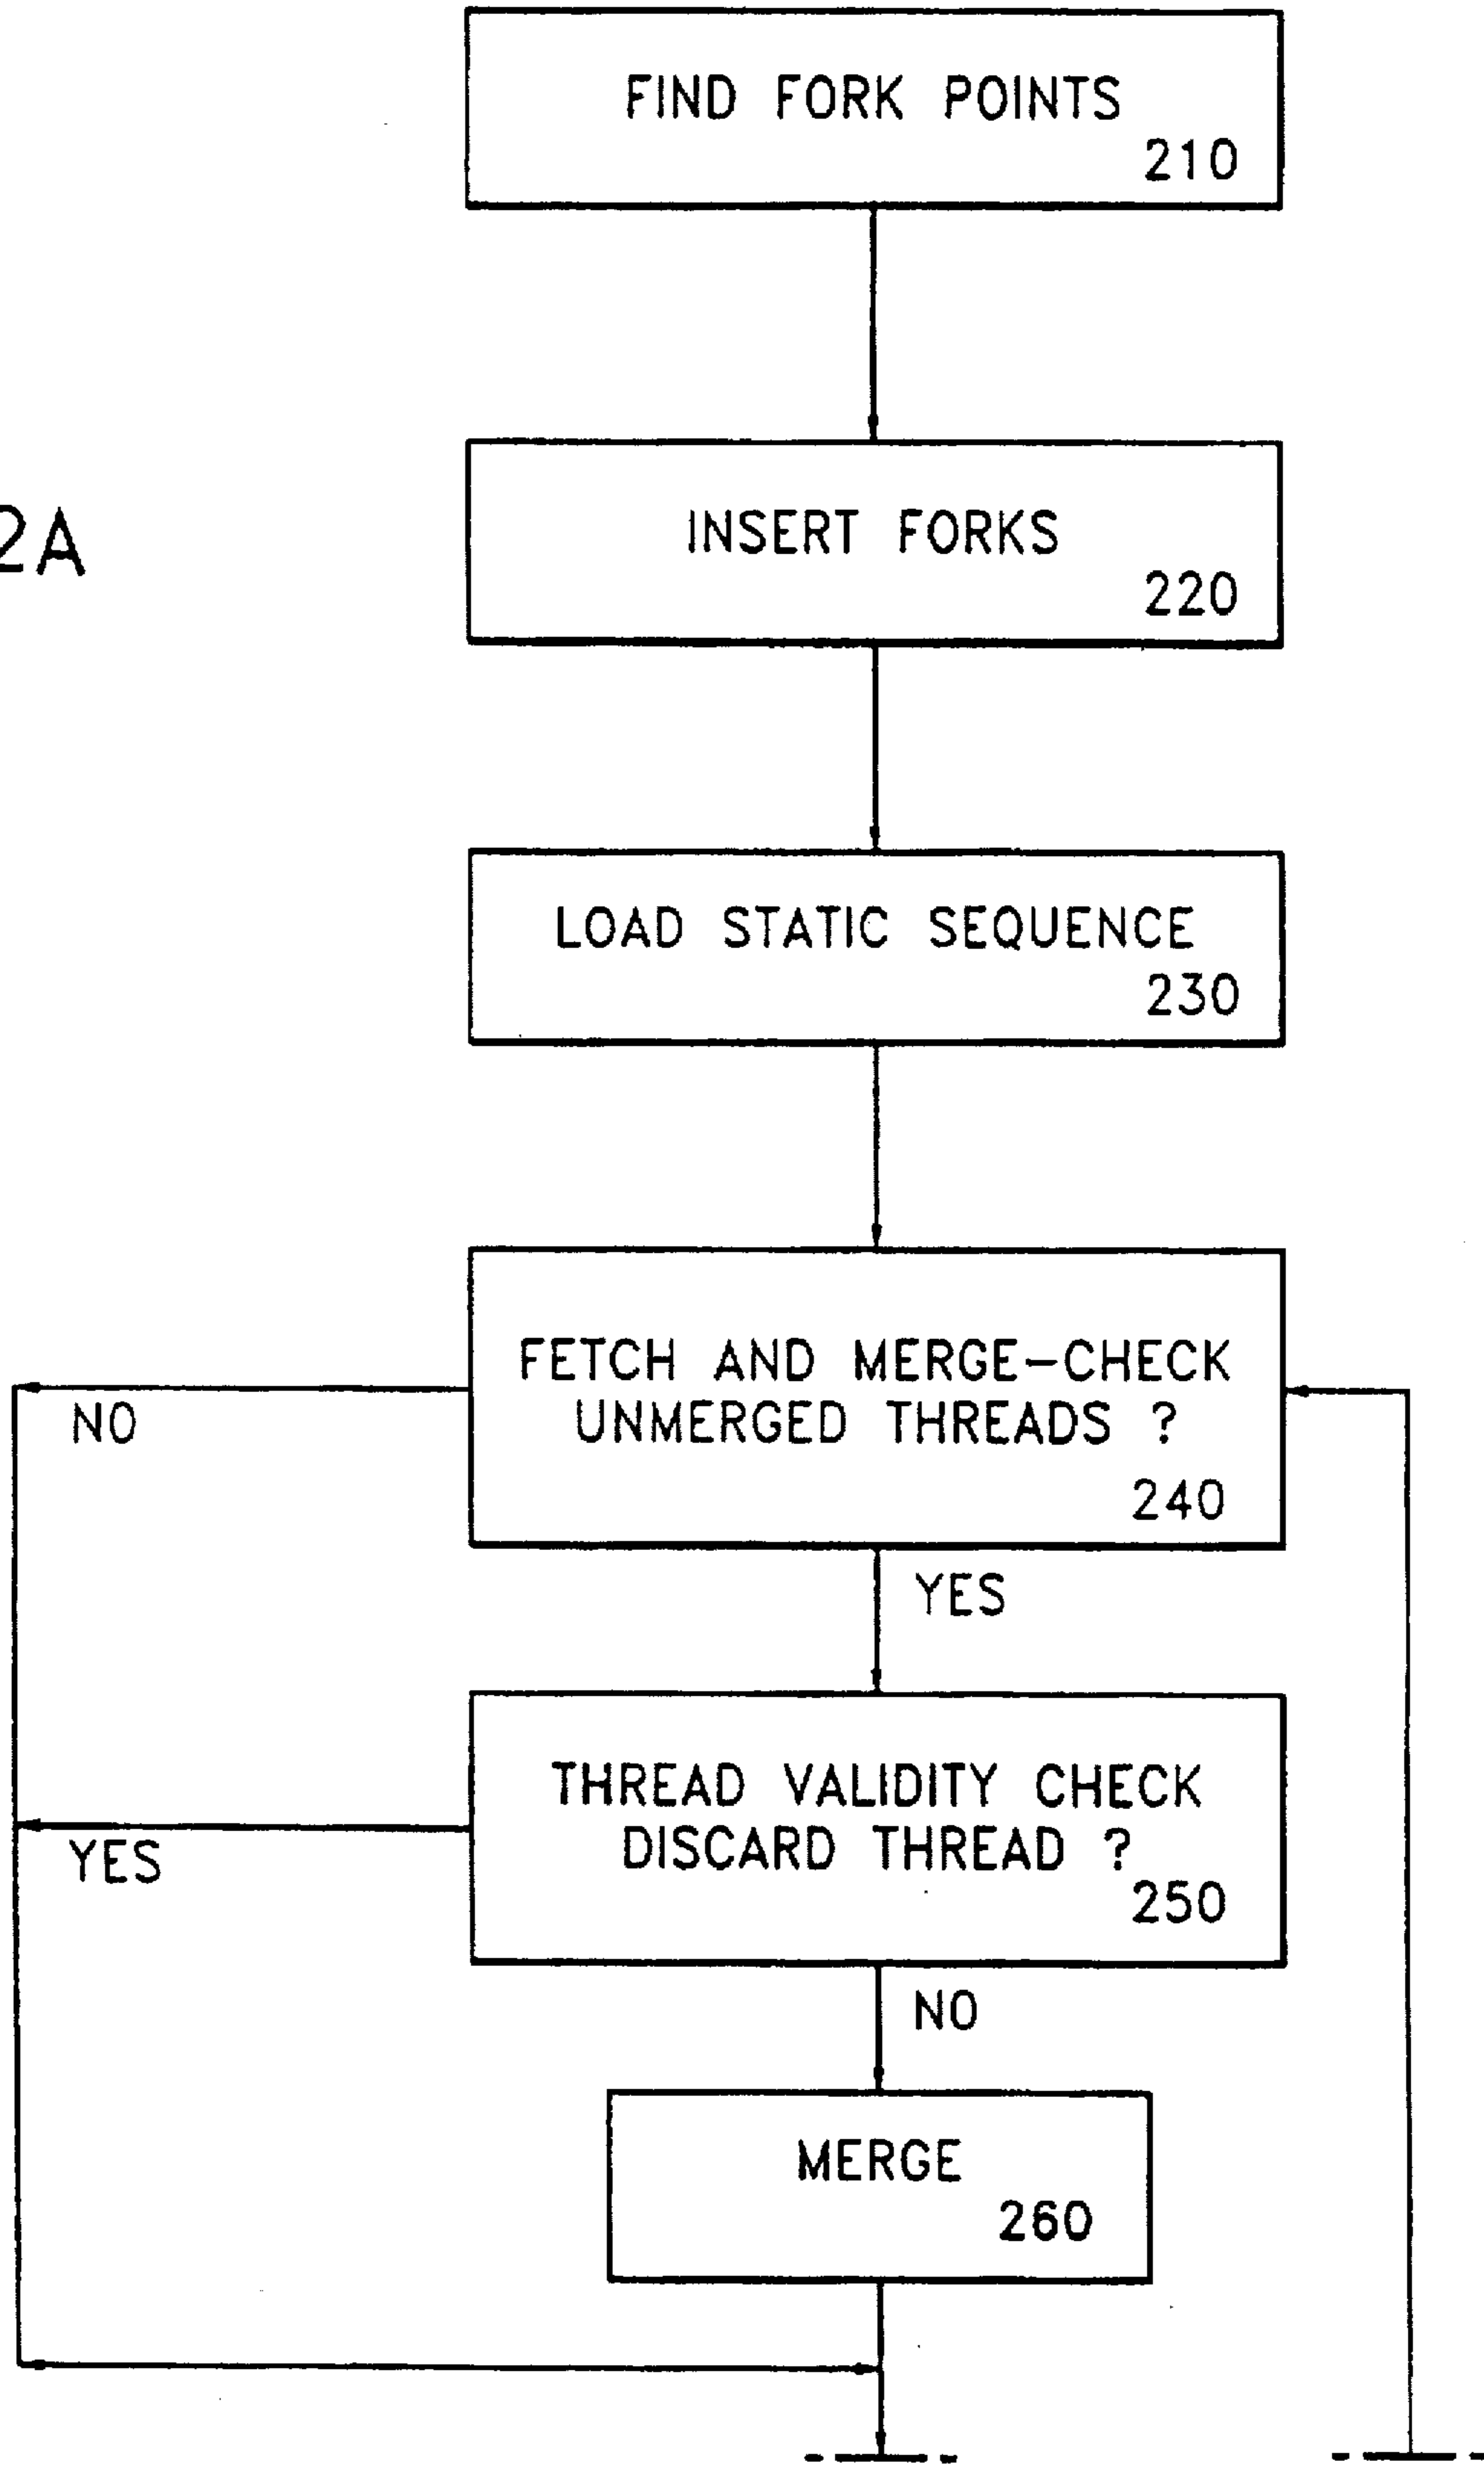 FIND FORK POINTS
210
2A
INSERT FORKS
220
LOAD STATIC SEQUENCE
230
FETCH AND MERGE-CHECK
UNMERGED THREADS ?
240
NO
YES
THREAD VALIDITY CHECK
DISCARD THREAD ?
250
YES
NO
MERGE
260